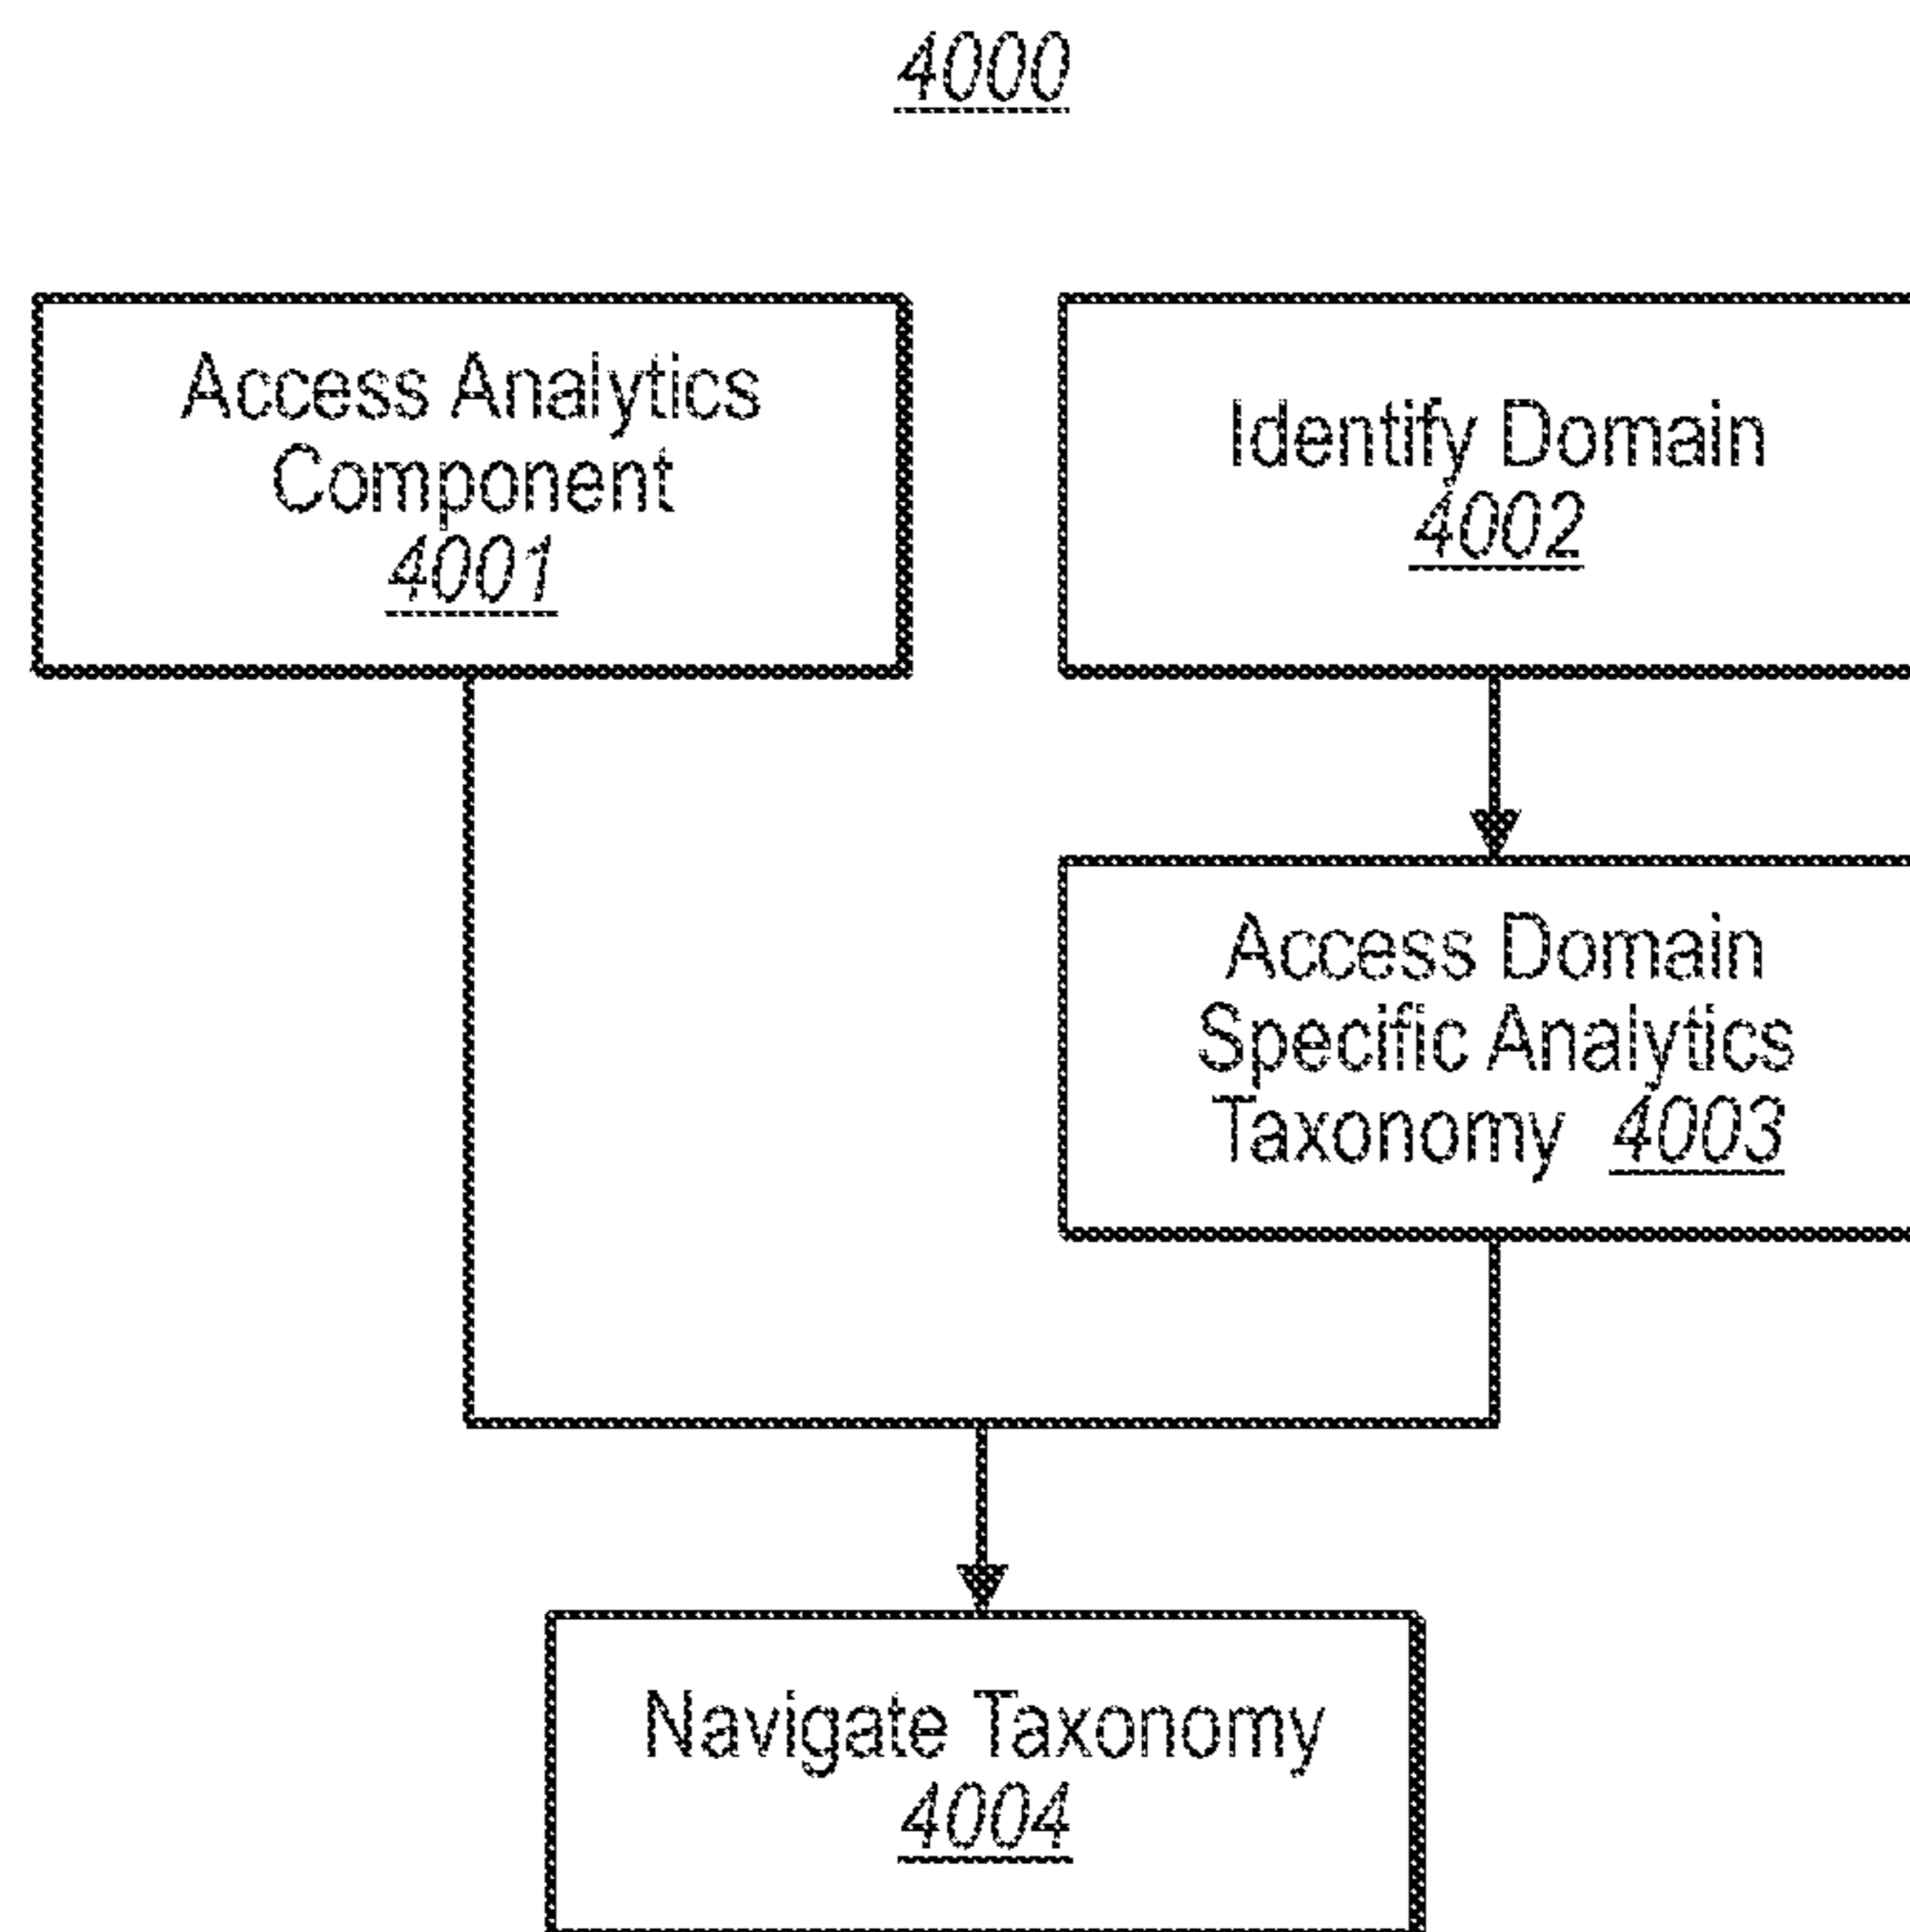 4000
Access Analytics
Component
4001
Identify Domain
4002
Access Domain
Specific Analytics
Taxonomy 4003
Navigate Taxonomy
4004